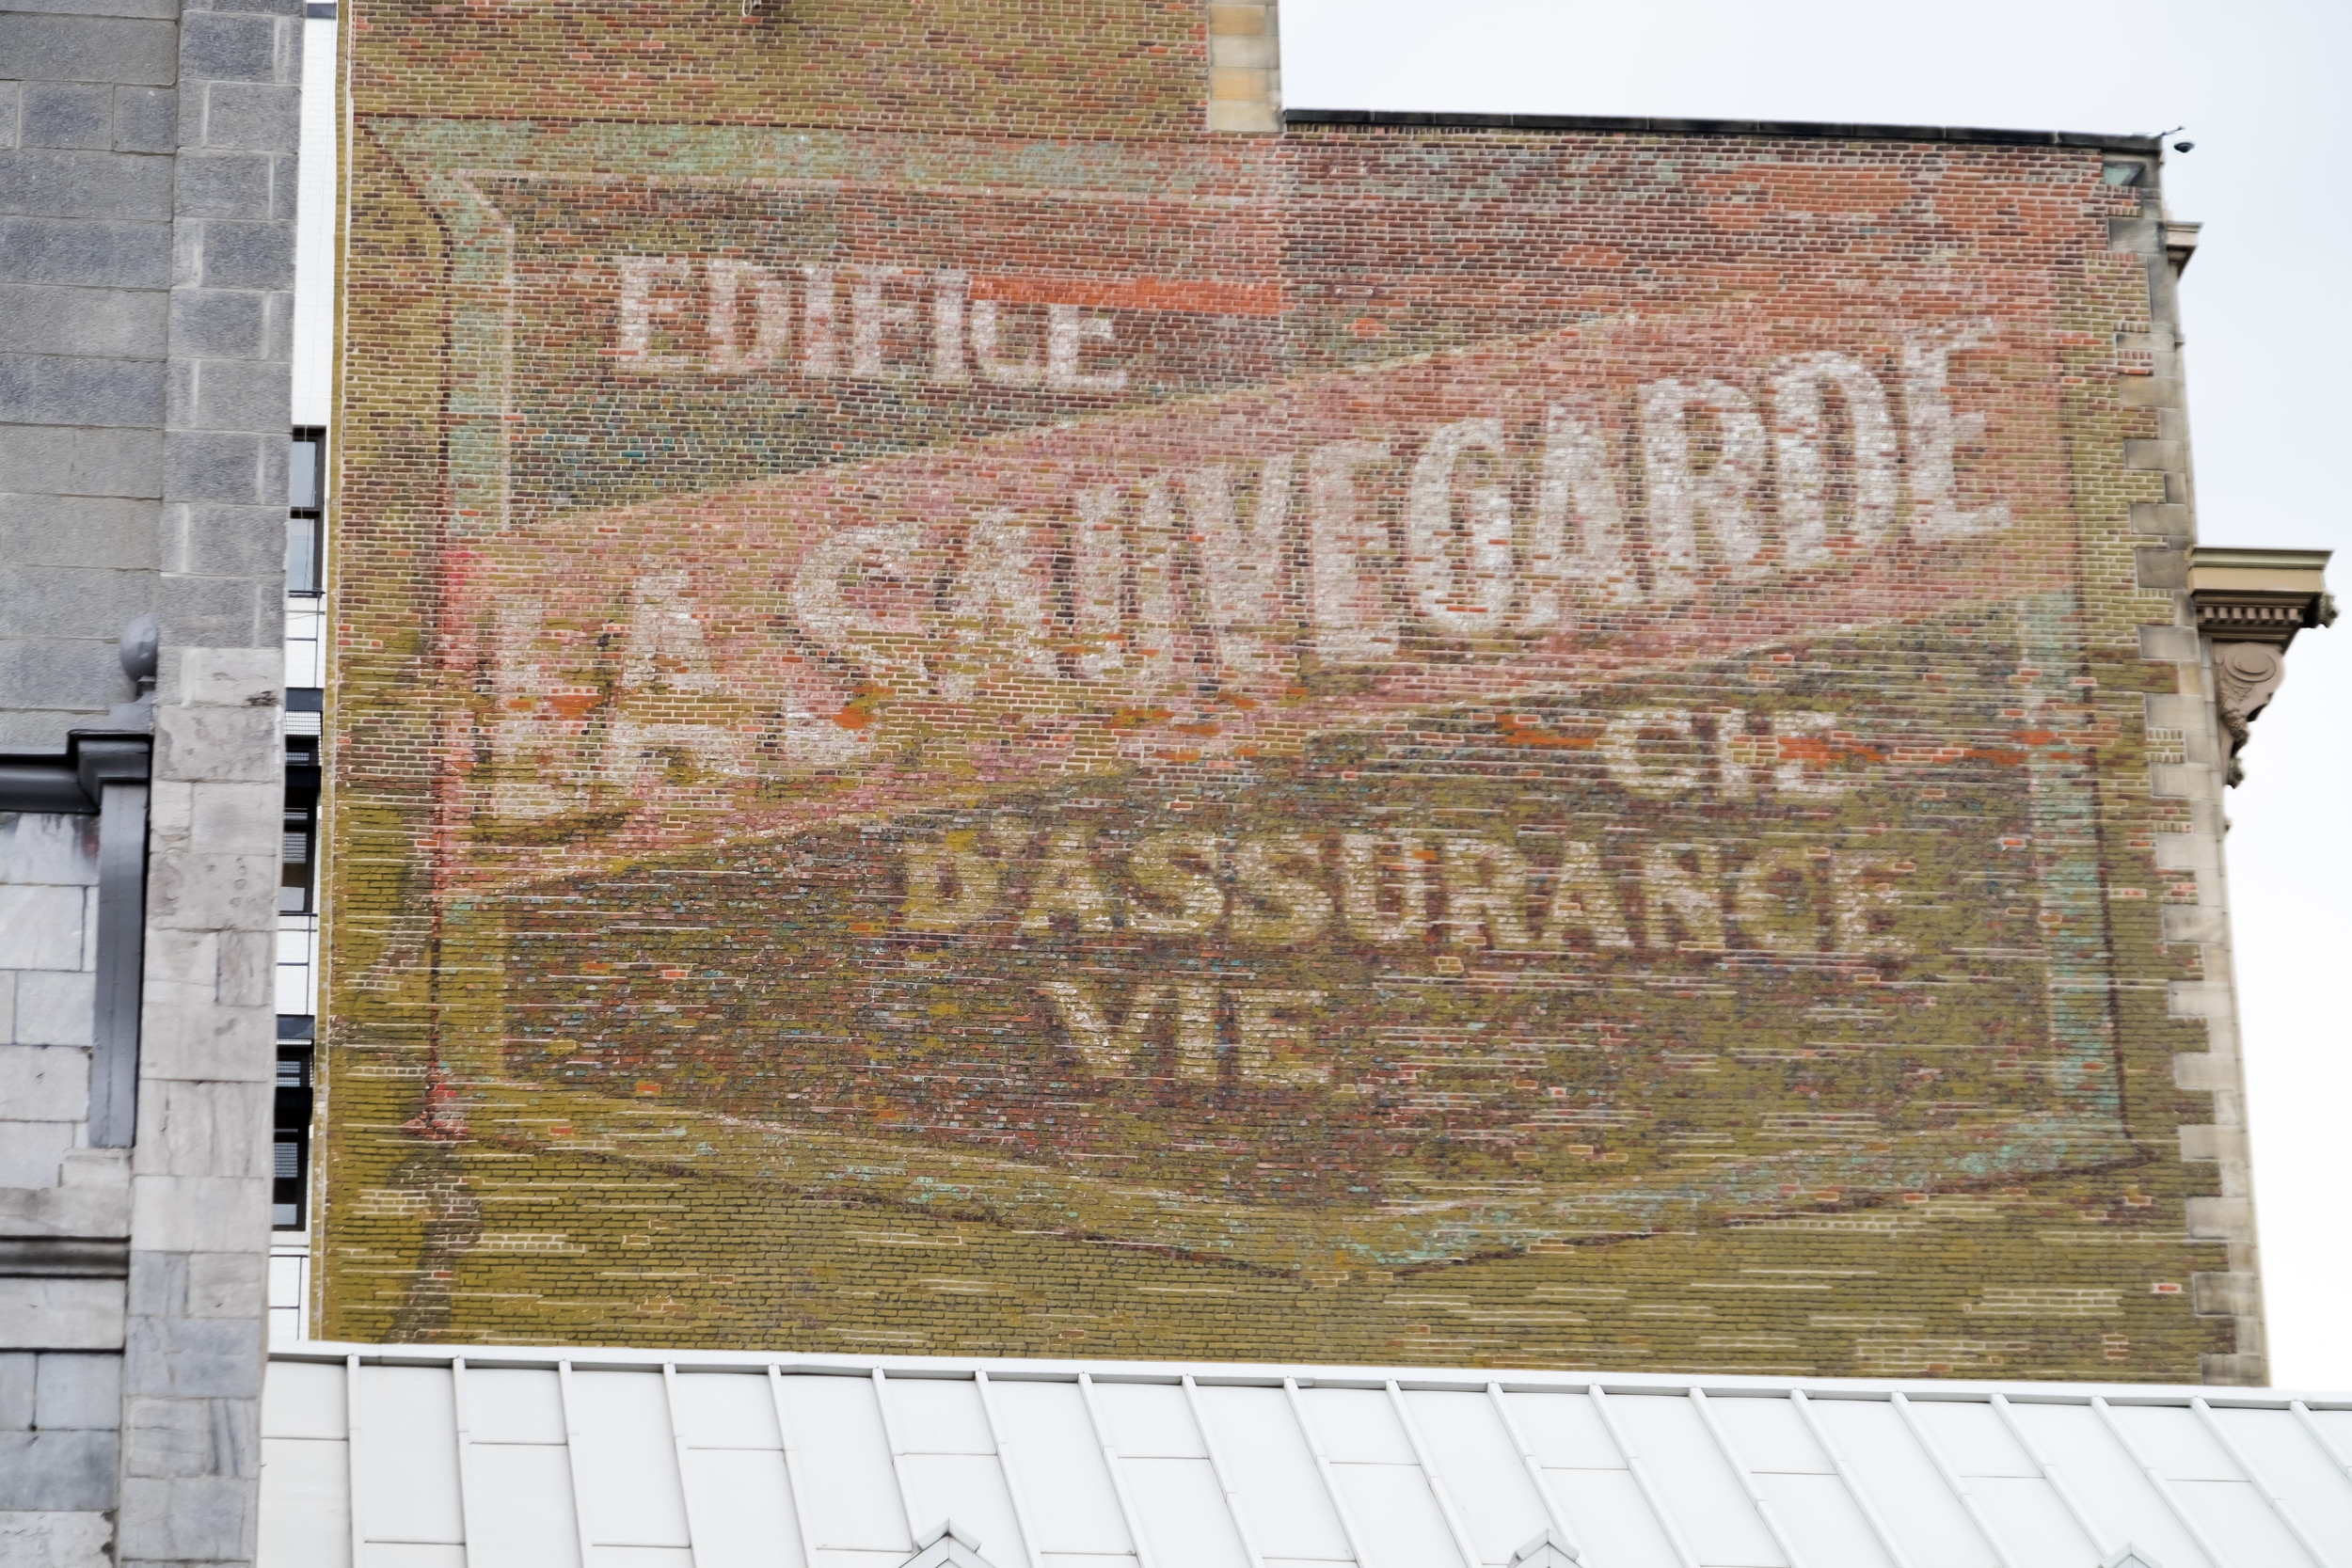 EDIFICE
LA SAUVEGARDE
CIE
D'ASSURANCE
VIE